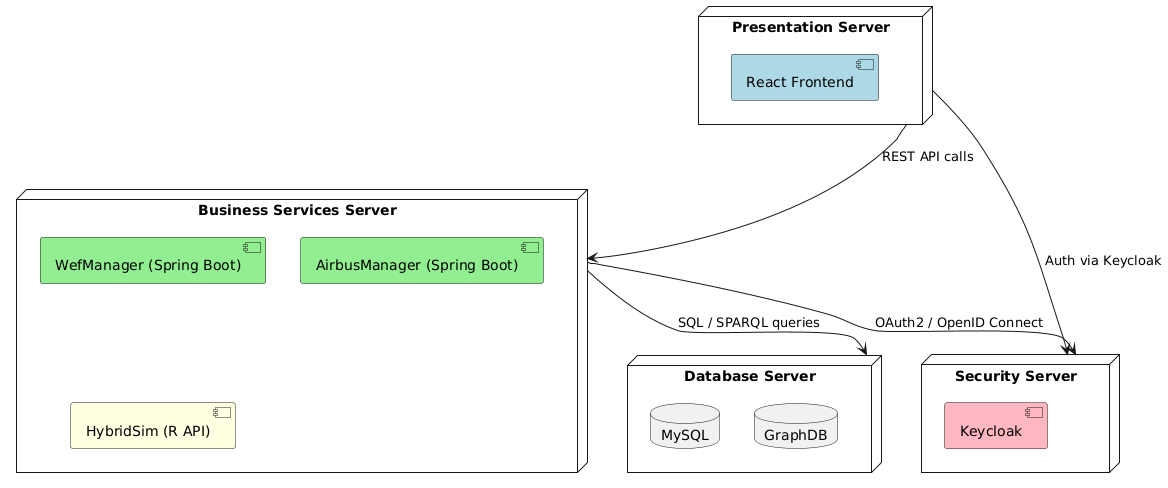 Presentation Server
React Frontend
REST API calls
Business Services Server
WefManager (Spring Boot)
AirbusManager (Spring Boot)
Auth via Keycloak
SQL / SPARQL queries
OAuth2 / OpenID Connect
Database Server
Security Server
HybridSim (R API)
MySQL
GraphDB
Keycloak